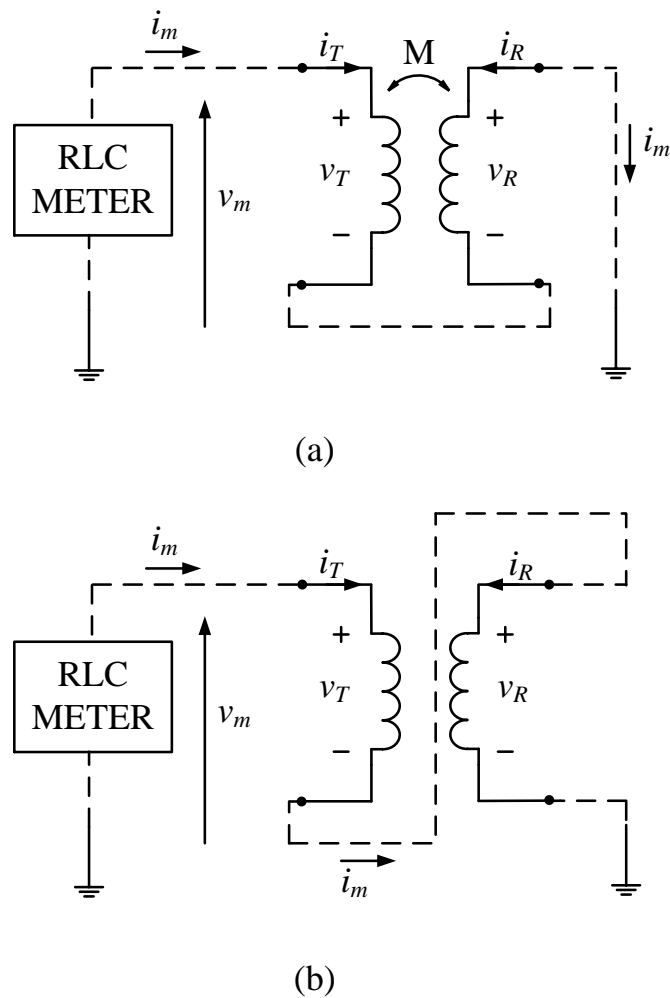 i_m
i_T M i_R
RLC
METER
v_m
+ +
v_T v_R
− −
i_m
(a)
i_m
i_T i_R
RLC
METER
v_m
+ +
v_T v_R
− −
i_m
(b)